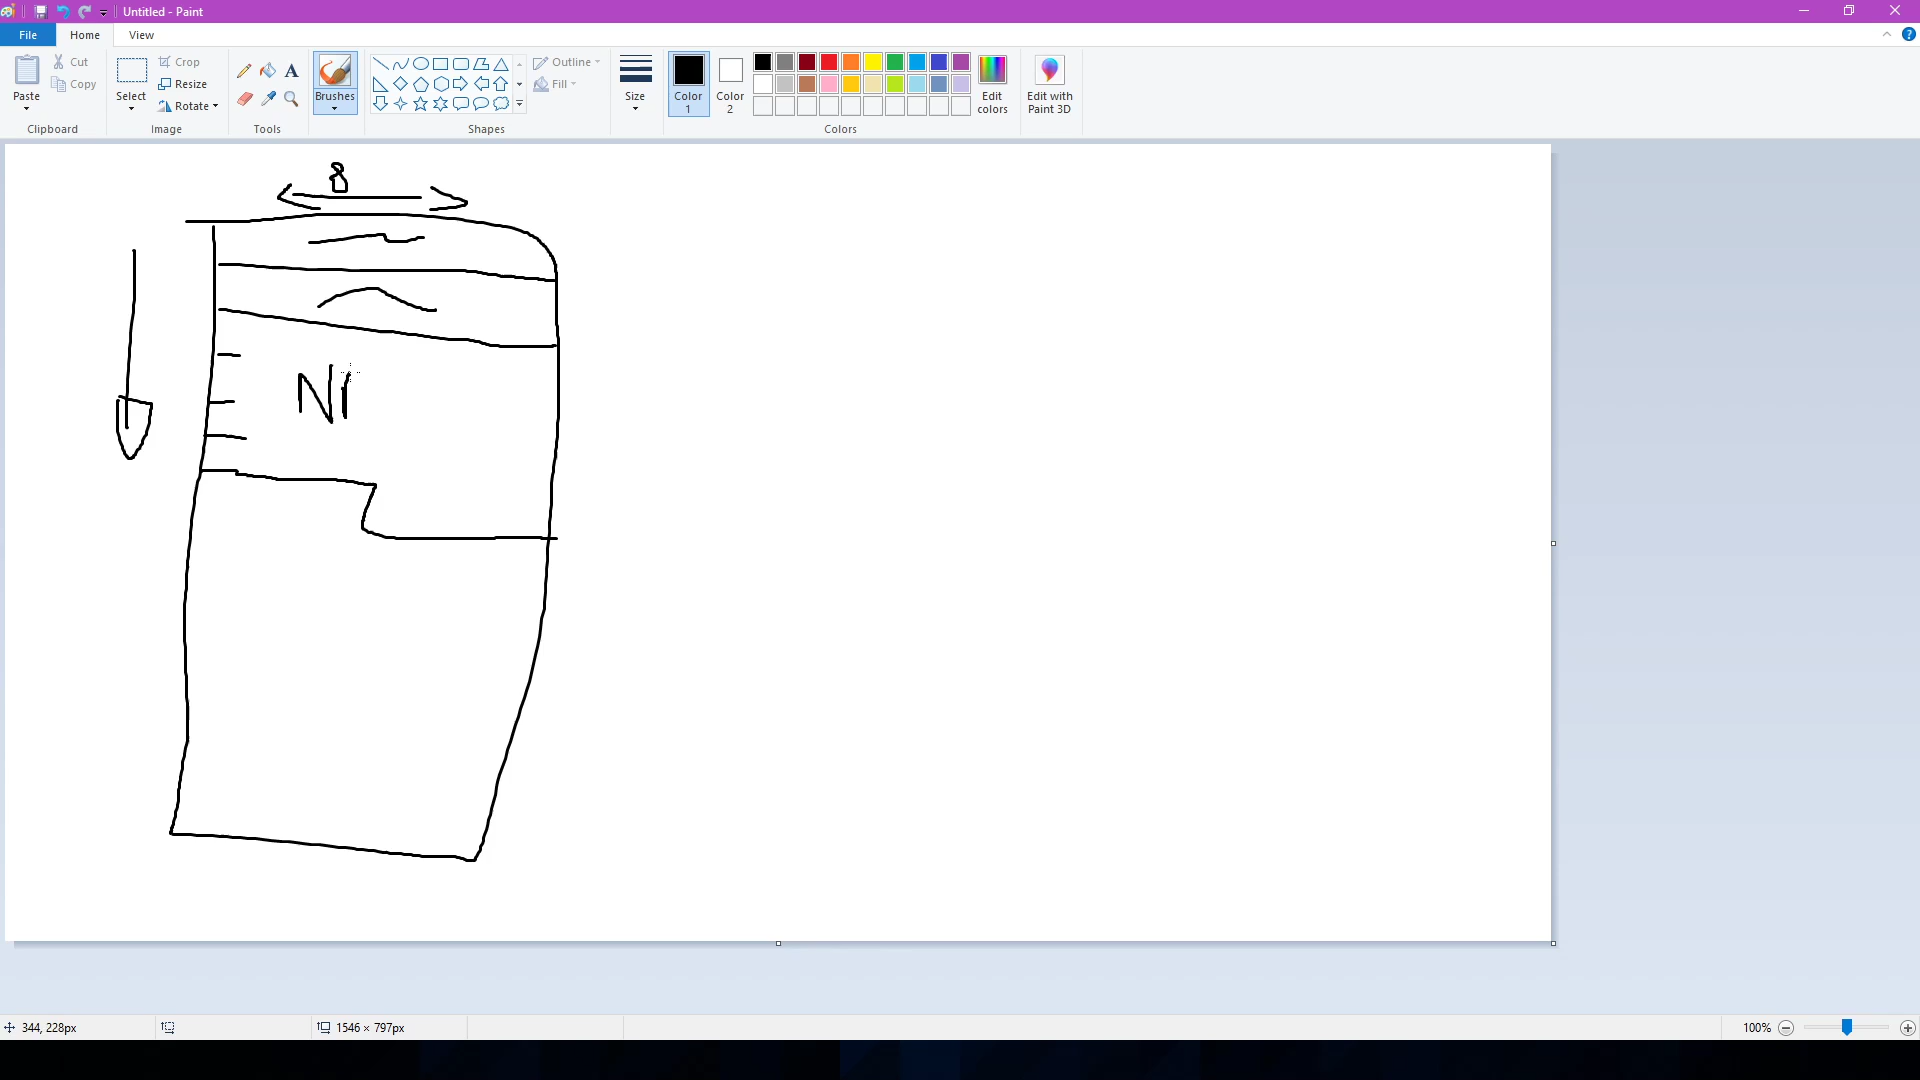 Untitled - Paint
File
Home
View
Paste
Cut
Copy
Clipboard
Select
Crop
Resize
Rotate
Image
Tools
Brushes
Shapes
Outline
Fill
Size
Color
1
Color
2
Edit
colors
Edit with
Paint 3D
Colors
8
NI
344, 228px
1546 × 797px
100%